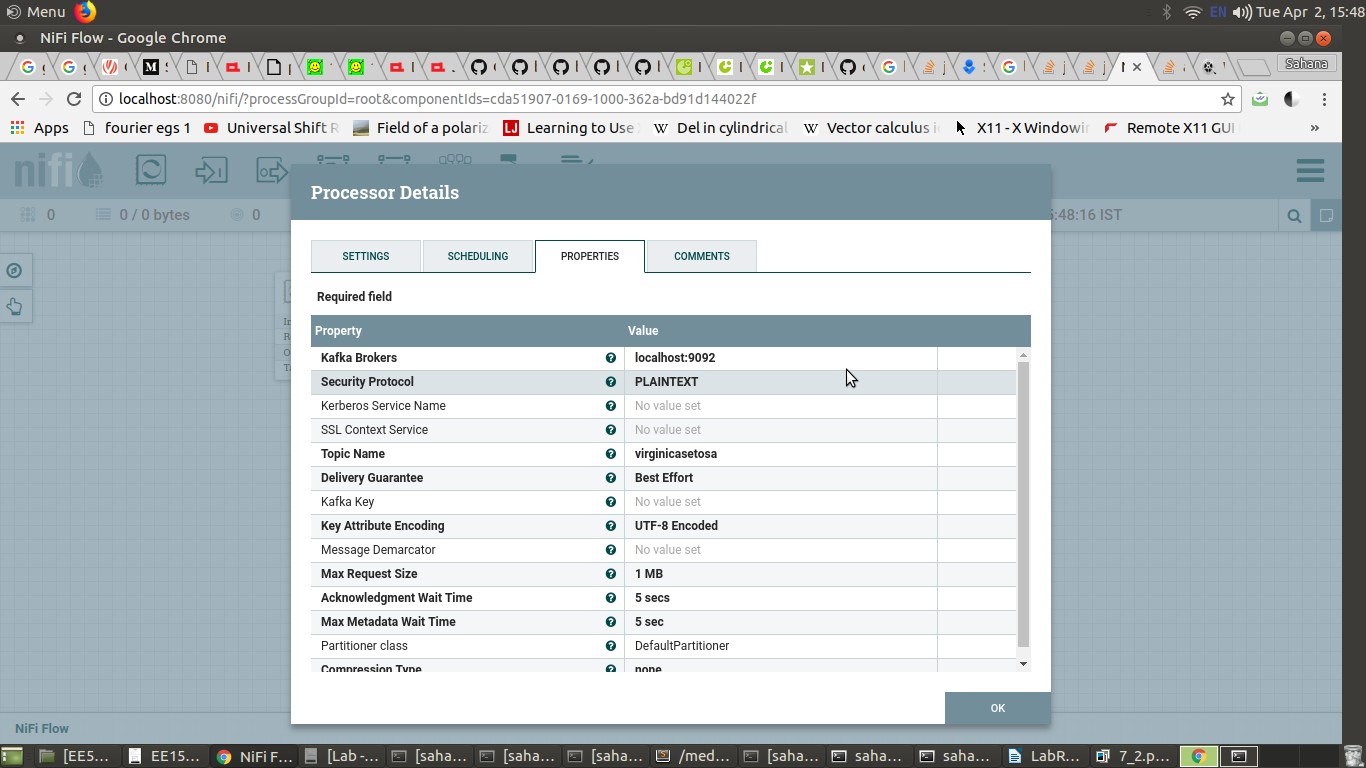 Menu
EN Tue Apr 2, 15:48
NiFi Flow - Google Chrome
Sahana
localhost:8080/nifi/?processGroupId=root&componentIds=cda51907-0169-1000-362a-bd91d144022f
Apps fourier egs 1 Universal Shift R Field of a polariz Learning to Use Del in cylindrical Vector calculus i X11 - X Windowin Remote X11 GUI »
nifi
0 0 / 0 bytes 0 5:48:16 IST
Processor Details
SETTINGS SCHEDULING PROPERTIES COMMENTS
Required field
Property Value
Kafka Brokers localhost:9092
Security Protocol PLAINTEXT
Kerberos Service Name No value set
SSL Context Service No value set
Topic Name virginicasetosa
Delivery Guarantee Best Effort
Kafka Key No value set
Key Attribute Encoding UTF-8 Encoded
Message Demarcator No value set
Max Request Size 1 MB
Acknowledgment Wait Time 5 secs
Max Metadata Wait Time 5 sec
Partitioner class DefaultPartitioner
Compression Type none
OK
NiFi Flow
[EE5... EE15... NiFi F... [Lab -... [saha... [saha... [saha... /med... [saha... saha... saha... LabR... 7_2.p...